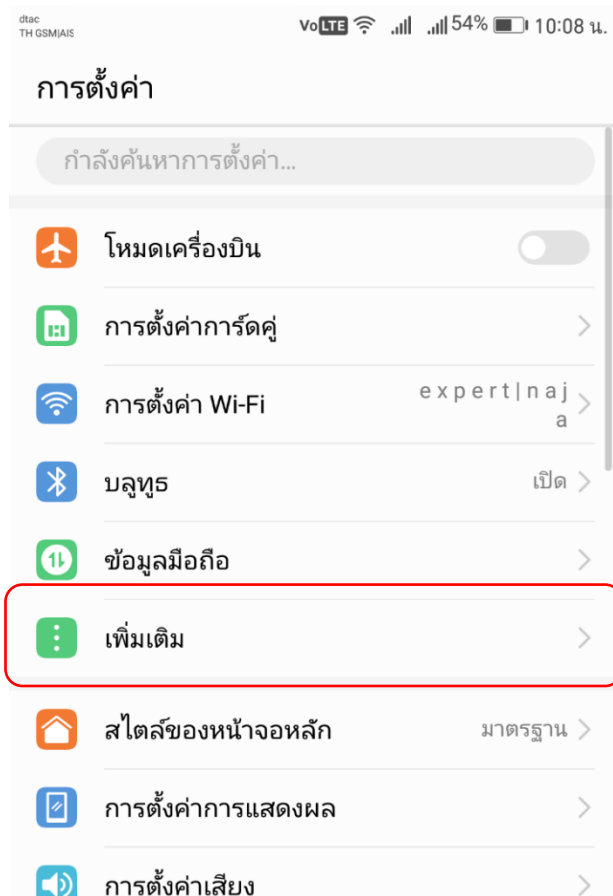 dtac
TH GSM|AIS
VoLTE 54% 10:08 น.
การตั้งค่า
กำลังค้นหาการตั้งค่า...
โหมดเครื่องบิน
การตั้งค่าการ์ดคู่
การตั้งค่า Wi-Fi
expert|naj
a
บลูทูธ
เปิด
ข้อมูลมือถือ
เพิ่มเติม
สไตล์ของหน้าจอหลัก
มาตรฐาน
การตั้งค่าการแสดงผล
การตั้งค่าเสียง